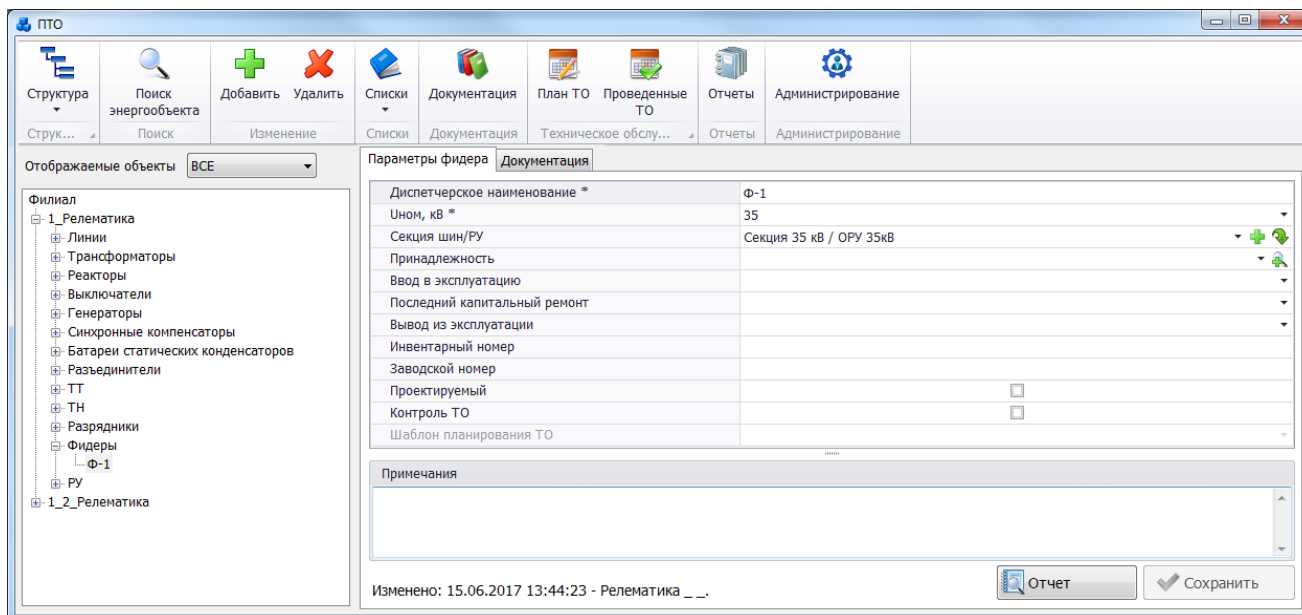 ПТО
Структура
Поиск энергообъекта
Добавить
Удалить
Списки
Документация
План ТО
Проведенные ТО
Отчеты
Администрирование
Струк...
Поиск
Изменение
Списки
Документация
Техническое обслу...
Отчеты
Администрирование
Отображаемые объекты ВСЕ
Филиал
1_Релематика
Линии
Трансформаторы
Реакторы
Выключатели
Генераторы
Синхронные компенсаторы
Батареи статических конденсаторов
Разъединители
ТТ
ТН
Разрядники
Фидеры
Ф-1
РУ
1_2_Релематика
Параметры фидера
Документация
Диспетчерское наименование * Ф-1
Uном, кВ * 35
Секция шин/РУ Секция 35 кВ / ОРУ 35кВ
Принадлежность
Ввод в эксплуатацию
Последний капитальный ремонт
Вывод из эксплуатации
Инвентарный номер
Заводской номер
Проектируемый
Контроль ТО
Шаблон планирования ТО
Примечания
Изменено: 15.06.2017 13:44:23 - Релематика _ _.
Отчет
Сохранить